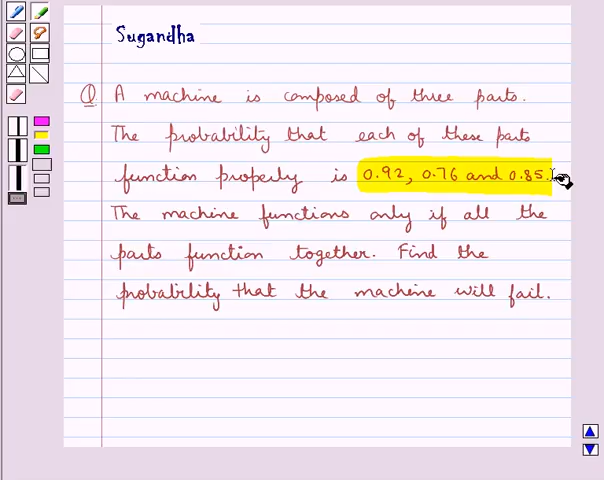 Sugandha
Q A machine is composed of three parts.
The probability that each of these parts
function properly is 0.92, 0.76 and 0.85.
The machine functions only if all the
parts function together. Find the
probability that the machine will fail.